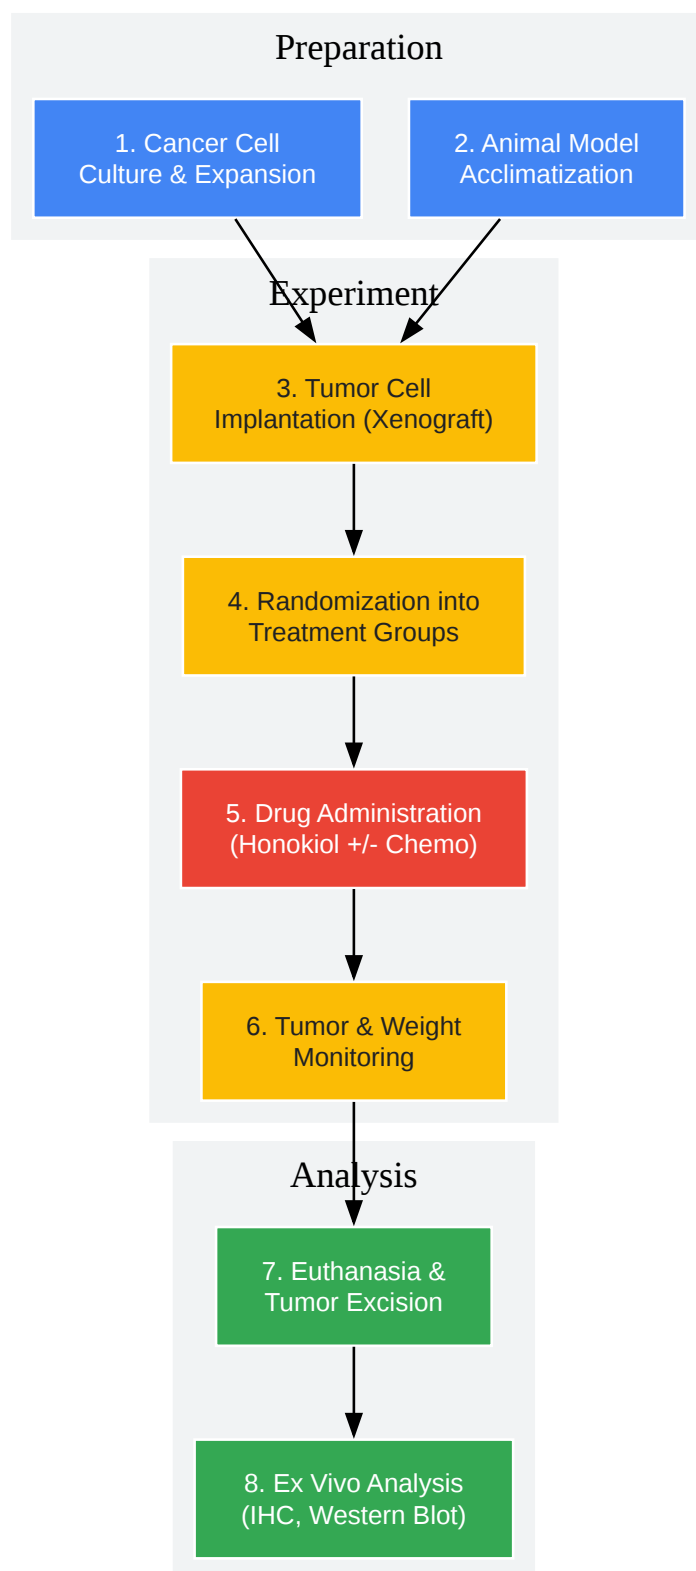 Preparation
1. Cancer Cell
Culture & Expansion
2. Animal Model
Acclimatization
Experiment
3. Tumor Cell
Implantation (Xenograft)
4. Randomization into
Treatment Groups
5. Drug Administration
(Honokiol +/- Chemo)
6. Tumor & Weight
Monitoring
Analysis
7. Euthanasia &
Tumor Excision
8. Ex Vivo Analysis
(IHC, Western Blot)